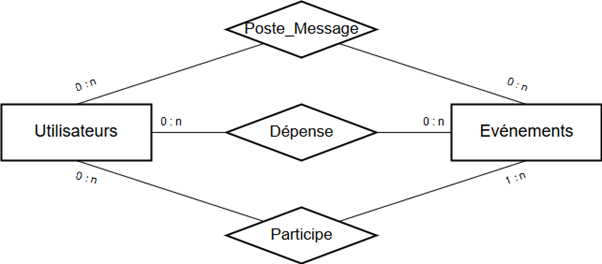 Poste_Message
0 : n
0 : n
Utilisateurs
0 : n
Dépense
0 : n
Evénements
0 : n
1 : n
Participe